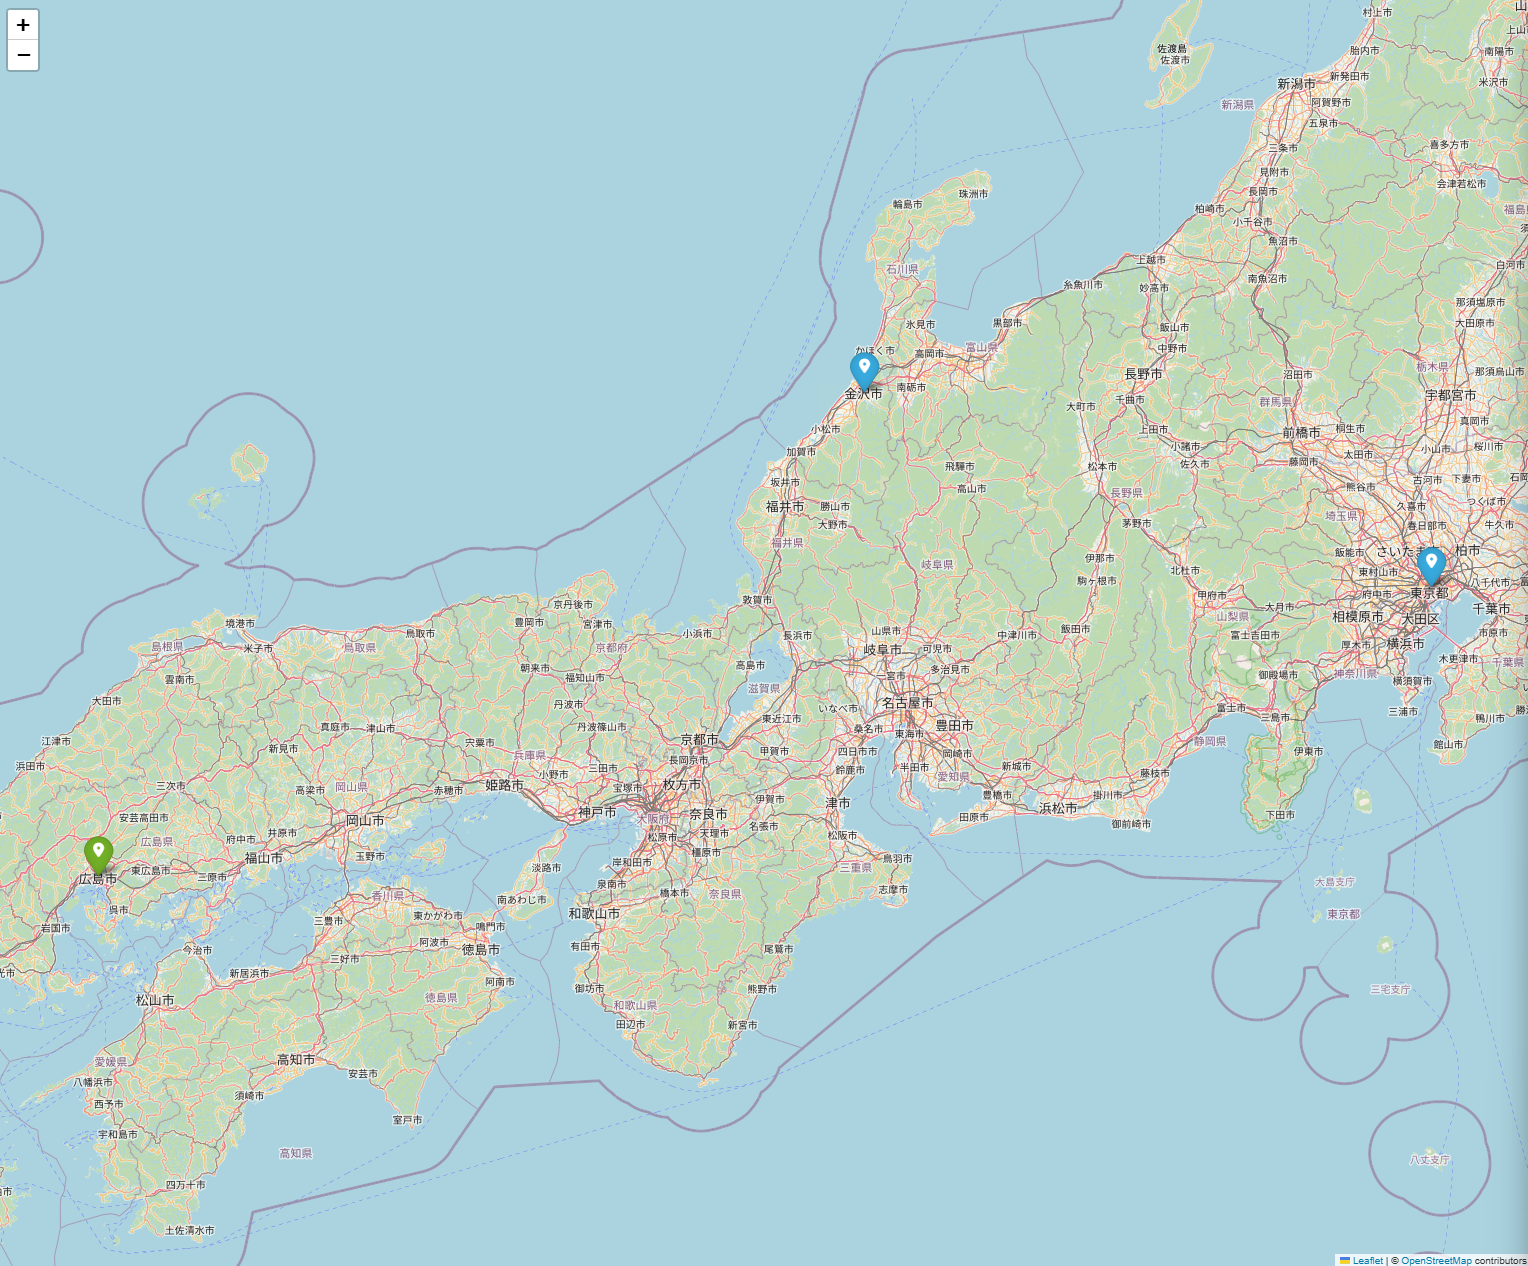 +
−
村上市
山
上山
佐渡島
佐渡市
胎内市
南陽市
新発田市
新潟市
米沢市
新潟県
阿賀野市
五泉市
三条市
喜多方市
見附市
会津若松市
長岡市
珠洲市
輪島市
柏崎市
福島県
小千谷市
魚沼市
上越市
白河市
石川県
南魚沼市
糸魚川市
妙高市
那須塩原市
氷見市
黒部市
大田原市
飯山市
富山県
中野市
かほく市
高岡市
栃木県
那須烏山市
長野市
沼田市
南砺市
金沢市
宇都宮市
千曲市
群馬県
大町市
真岡市
小松市
上田市
前橋市
桐生市
小諸市
小山市
桜川市
加賀市
太田市
飛騨市
松本市
佐久市
藤岡市
坂井市
高山市
古河市
下妻市
石岡
熊谷市
長野県
つくば市
福井市
勝山市
久喜市
埼玉県
大野市
茅野市
春日部市
牛久市
福井県
さいたま市
柏市
飯能市
伊那市
岐阜県
北杜市
東村山市
駒ヶ根市
八千代市
甲府市
府中市
東京都
京丹後市
敦賀市
大月市
千葉市
山梨県
相模原市
大田区
境港市
豊岡市
宮津市
飯田市
山県市
鳥取市
小浜市
長浜市
中津川市
富士吉田市
市原市
島根県
米子市
鳥取県
京都府
岐阜市
可児市
厚木市
横浜市
木更津市
千葉県
高島市
朝来市
多治見市
一宮市
御殿場市
神奈川県
雲南市
福知山市
滋賀県
横須賀市
大田市
丹波市
名古屋市
いなべ市
富士市
三浦市
三島市
鴨川市
東近江市
真庭市
津山市
丹波篠山市
桑名市
東海市
豊田市
江津市
宍粟市
京都市
静岡県
館山市
新見市
甲賀市
四日市市
岡崎市
伊東市
兵庫県
長岡京市
浜田市
三田市
鈴鹿市
半田市
新城市
小野市
愛知県
藤枝市
三次市
岡山県
姫路市
宝塚市
枚方市
高梁市
赤穂市
豊橋市
掛川市
伊賀市
津市
浜松市
神戸市
奈良市
安芸高田市
岡山市
大阪府
田原市
下田市
名張市
御前崎市
井原市
天理市
松原市
松阪市
府中市
広島県
橿原市
玉野市
福山市
鳥羽市
岸和田市
淡路市
三重県
東広島市
広島市
三原市
大島支庁
泉南市
橋本市
奈良県
志摩市
香川県
南あわじ市
呉市
和歌山市
東京都
東かがわ市
三豊市
岩国市
鳴門市
阿波市
有田市
尾鷲市
今治市
徳島市
三好市
光市
新居浜市
阿南市
御坊市
熊野市
三宅支庁
徳島県
松山市
和歌山県
田辺市
新宮市
高知市
愛媛県
安芸市
八幡浜市
須崎市
西予市
室戸市
宇和島市
高知県
八丈支庁
四万十市
市
土佐清水市
Leaflet | © OpenStreetMap contributors